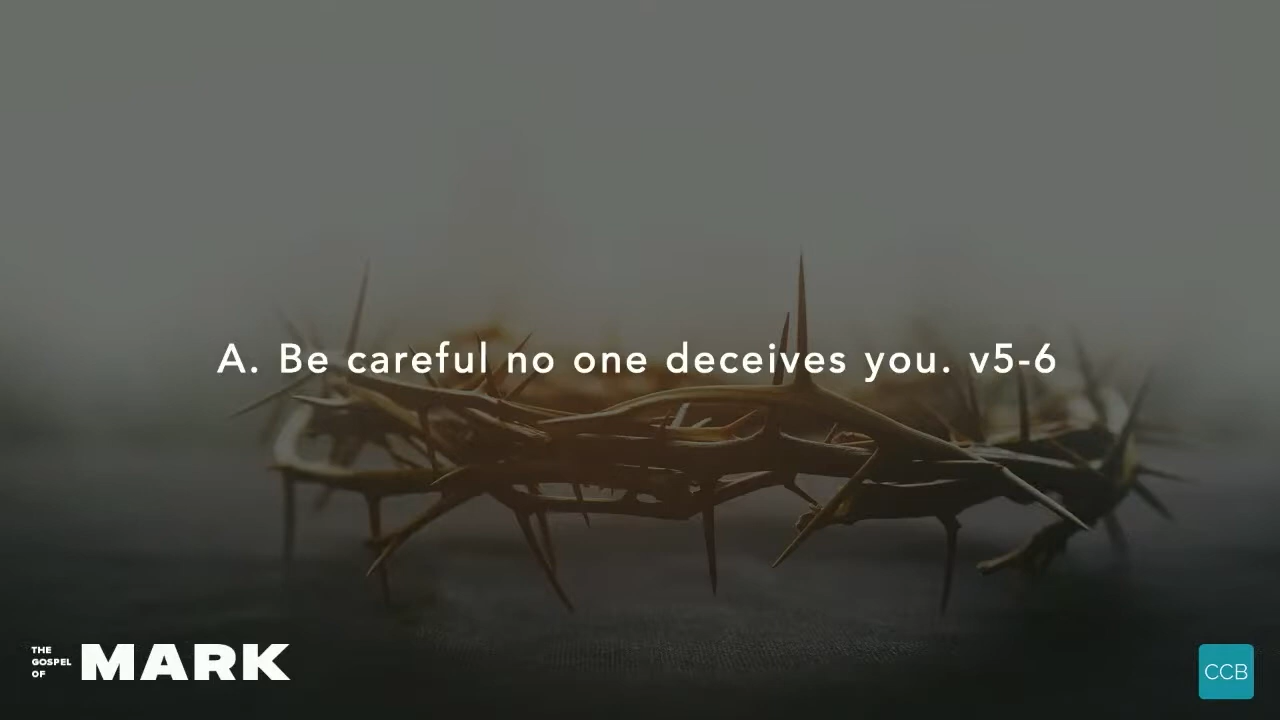 A. Be careful no one deceives you. v5-6
THE
GOSPEL
OF
MARK
CCB